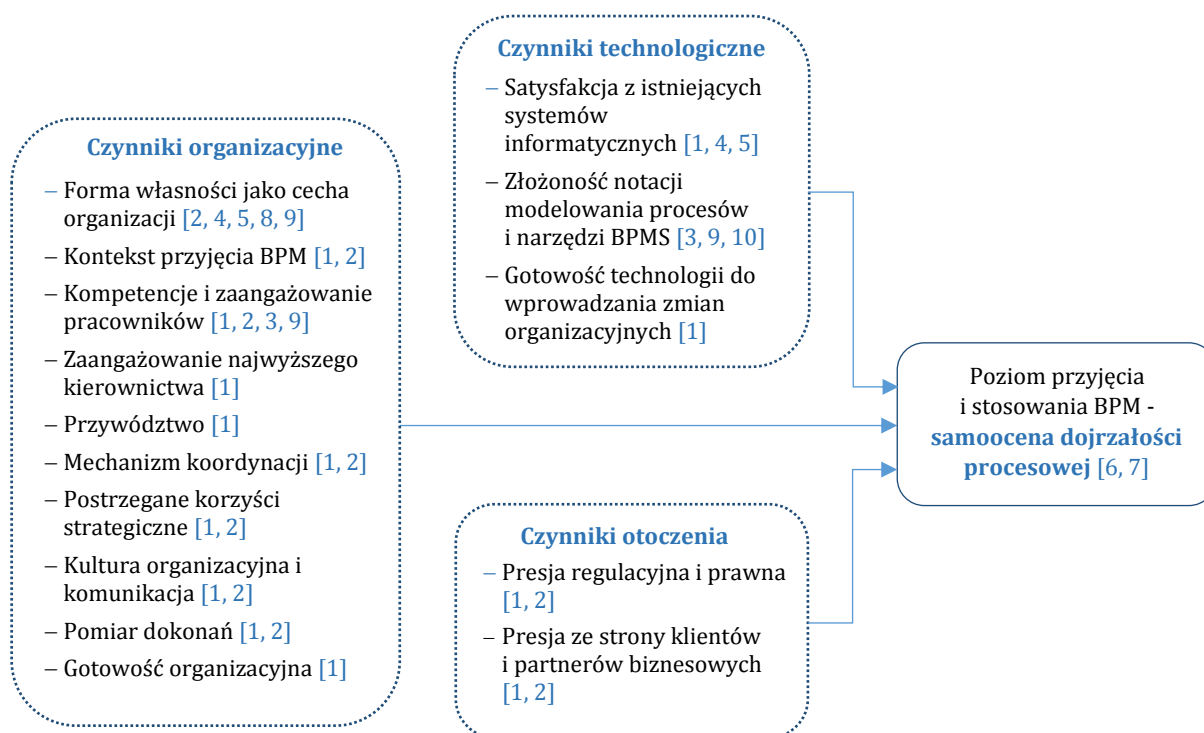 Czynniki organizacyjne
– Forma własności jako cecha
organizacji [2, 4, 5, 8, 9]
– Kontekst przyjęcia BPM [1, 2]
– Kompetencje i zaangażowanie
pracowników [1, 2, 3, 9]
– Zaangażowanie najwyższego
kierownictwa [1]
– Przywództwo [1]
– Mechanizm koordynacji [1, 2]
– Postrzegane korzyści
strategiczne [1, 2]
– Kultura organizacyjna i
komunikacja [1, 2]
– Pomiar dokonań [1, 2]
– Gotowość organizacyjna [1]
Czynniki technologiczne
– Satysfakcja z istniejących
systemów
informatycznych [1, 4, 5]
– Złożoność notacji
modelowania procesów
i narzędzi BPMS [3, 9, 10]
– Gotowość technologii do
wprowadzania zmian
organizacyjnych [1]
Czynniki otoczenia
– Presja regulacyjna i prawna
[1, 2]
– Presja ze strony klientów
i partnerów biznesowych
[1, 2]
Poziom przyjęcia
i stosowania BPM -
samoocena dojrzałości
procesowej [6, 7]